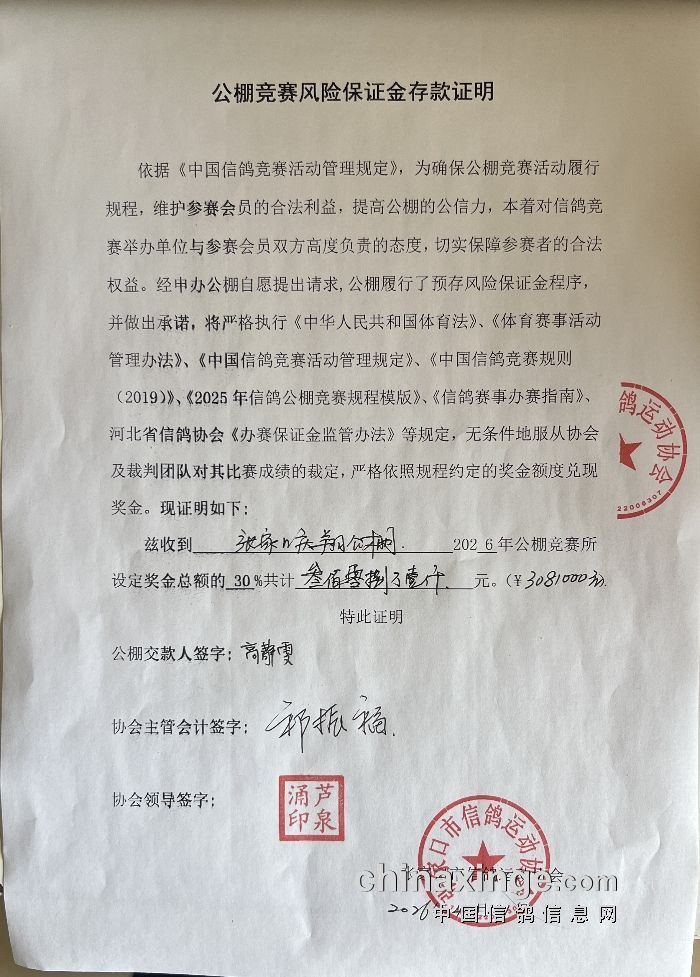 公棚竞赛风险保证金存款证明
依据《中国信鸽竞赛活动管理规定》，为确保公棚竞赛活动履行
规程，维护参赛会员的合法利益，提高公棚的公信力，本着对信鸽竞
赛举办单位与参赛会员双方高度负责的态度，切实保障参赛者的合法
权益。经申办公棚自愿提出请求，公棚履行了预存风险保证金程序，
并做出承诺，将严格执行《中华人民共和国体育法》、《体育赛事活动
管理办法》、《中国信鸽竞赛活动管理规定》、《中国信鸽竞赛规则
（2019）》、《2025年信鸽公棚竞赛规程模版》、《信鸽赛事办赛指南》、
河北省信鸽协会《办赛保证金监管办法》等规定，无条件地服从协会
及裁判团队对其比赛成绩的裁定，严格依照规程约定的奖金额度兑现
奖金。现证明如下：
兹收到 张家口庆翔公棚 2026年公棚竞赛所
设定奖金总额的 30%共计 叁佰零捌万壹仟 元。（￥3081000元）
特此证明
公棚交款人签字：高静雯
协会主管会计签字：祁振福
协会领导签字：
芦泉涌印
鸽运动协会
22006307
张家口市信鸽运动协会
chinaxinge.com
中国信鸽信息网
2026